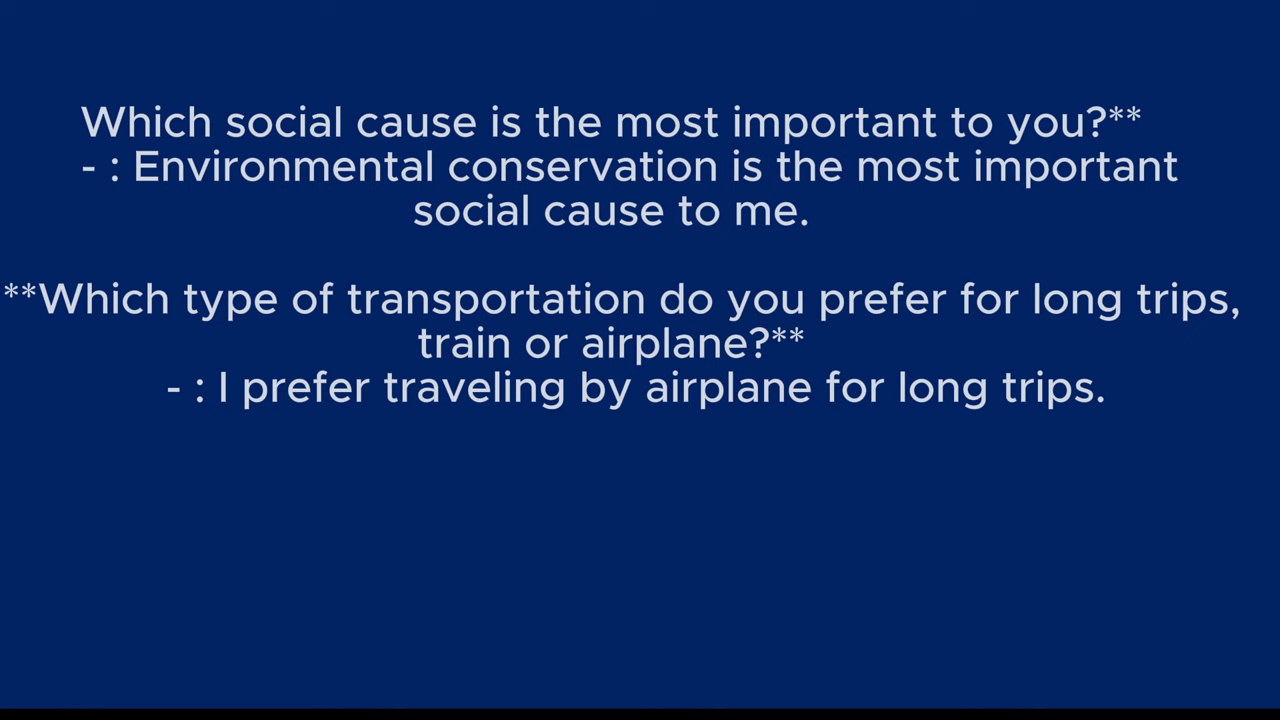 Which social cause is the most important to you?**
- : Environmental conservation is the most important
social cause to me.
**Which type of transportation do you prefer for long trips,
train or airplane?**
- : I prefer traveling by airplane for long trips.